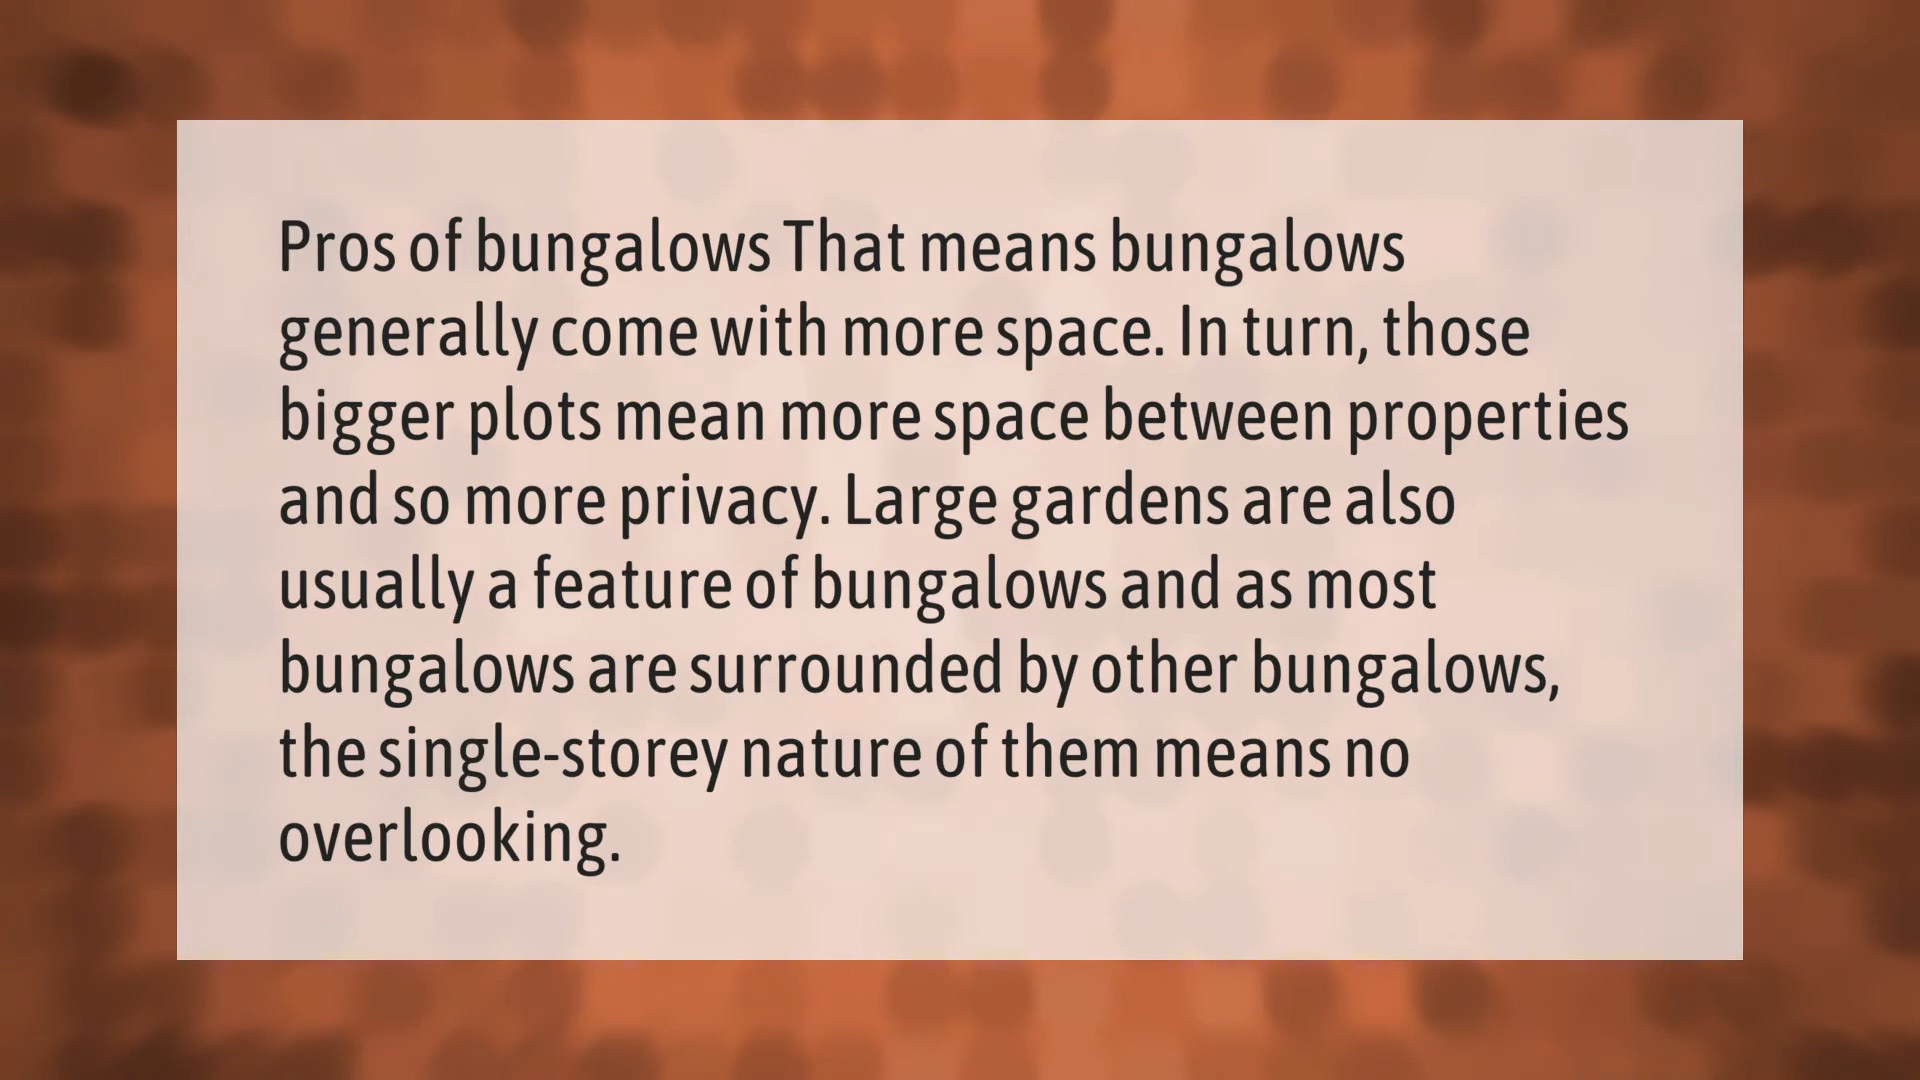 Pros of bungalows That means bungalows
generally come with more space. In turn, those
bigger plots mean more space between properties
and so more privacy. Large gardens are also
usually a feature of bungalows and as most
bungalows are surrounded by other bungalows,
the single-storey nature of them means no
overlooking.